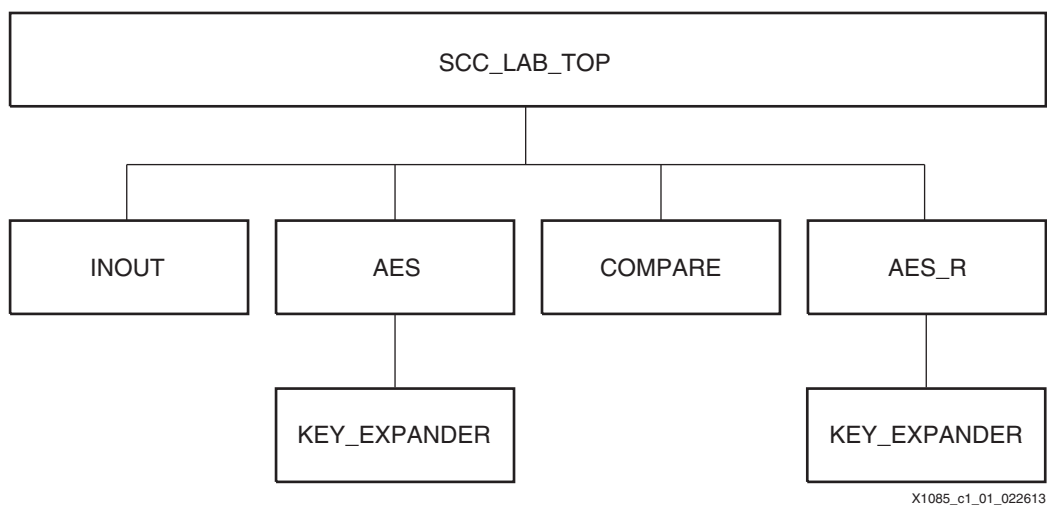 SCC_LAB_TOP
INOUT
AES
COMPARE
AES_R
KEY_EXPANDER
KEY_EXPANDER
X1085_c1_01_022613